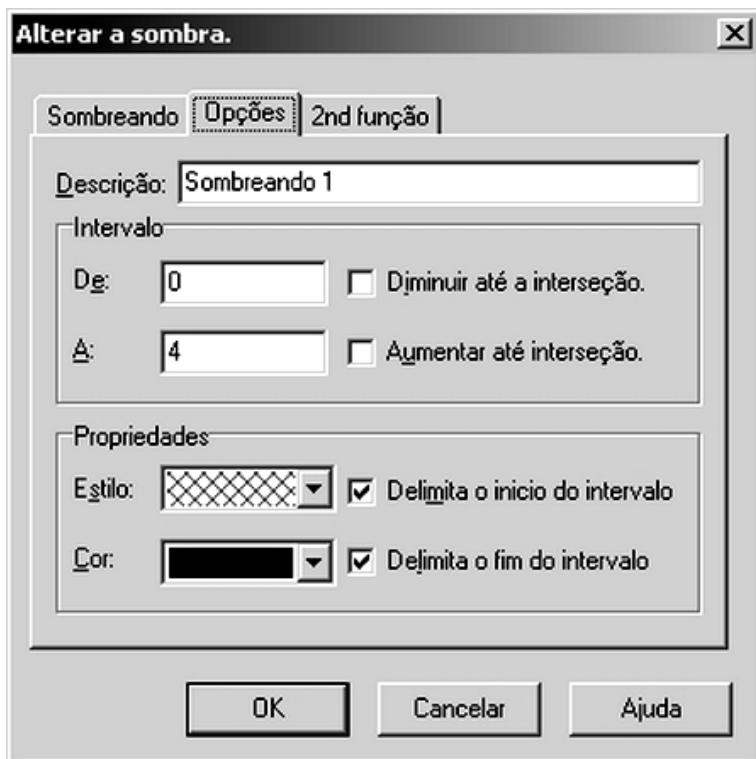 Alterar a sombra.
Sombreando Opções 2nd função
Descrição: Sombreando 1
Intervalo
De: 0 Diminuir até a interseção.
A: 4 Aumentar até interseção.
Propriedades
Estilo: Delimita o inicio do intervalo
Cor: Delimita o fim do intervalo
OK Cancelar Ajuda